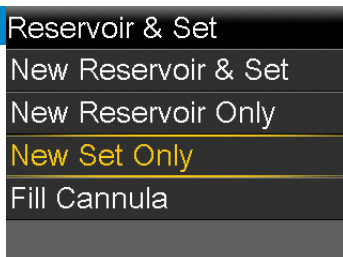 Reservoir & Set
New Reservoir & Set
New Reservoir Only
New Set Only
Fill Cannula